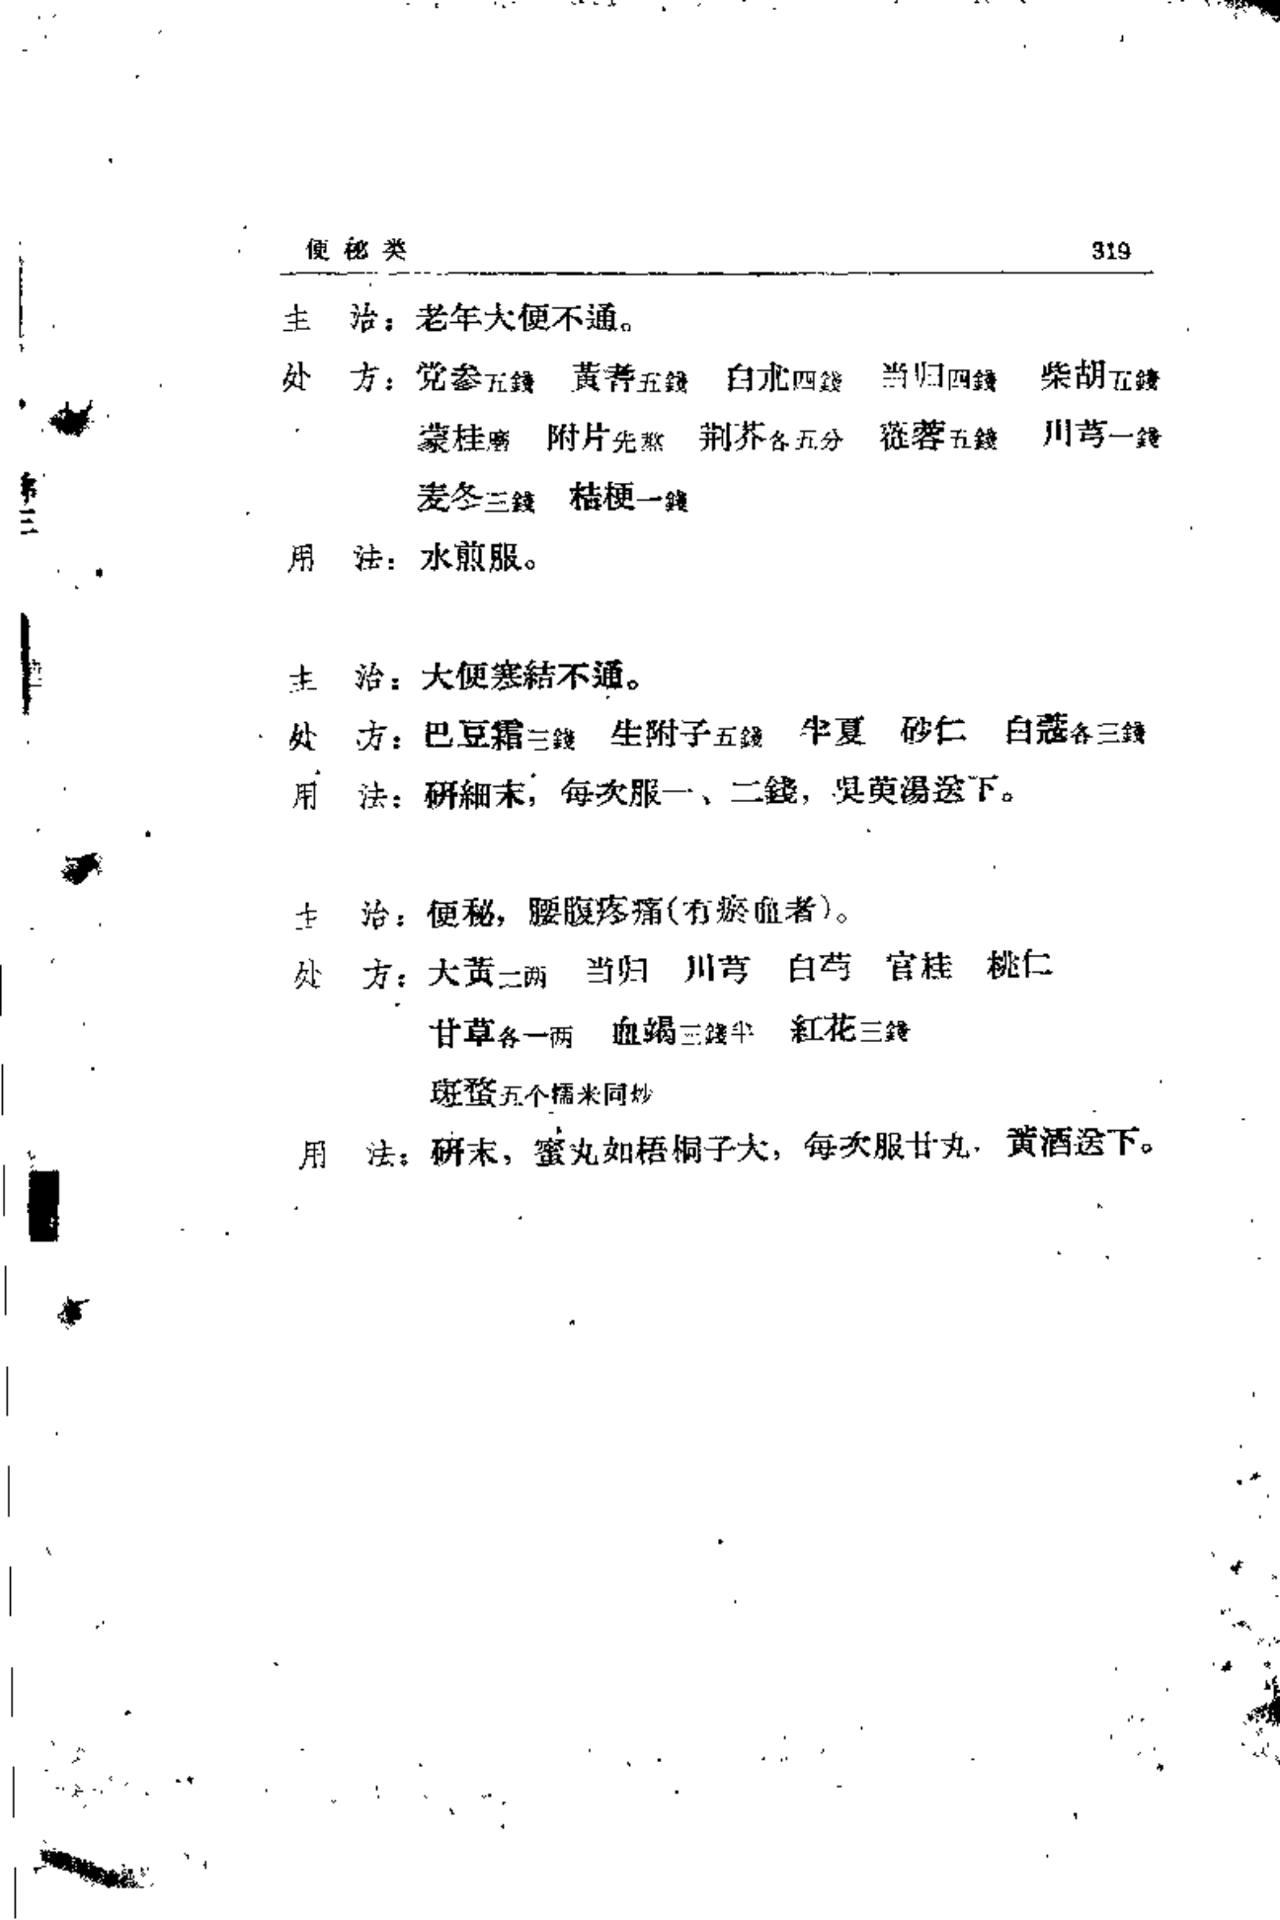 便秘类 319
主 治：老年大便不通。
处 方：党参五錢 黃耆五錢 白朮四錢 当归四錢 柴胡五錢
蒙桂磨 附片先熬 荆芥各五分 蓯蓉五錢 川芎一錢
麦冬三錢 桔梗一錢
用 法：水煎服。
主 治：大便塞結不通。
处 方：巴豆霜三錢 生附子五錢 半夏 砂仁 白蔻各三錢
用 法：研細末，每次服一、二錢，吳萸湯送下。
主 治：便秘，腰腹疼痛（有瘀血者）。
处 方：大黃二两 当归 川芎 白芍 官桂 桃仁
甘草各一两 血竭三錢半 紅花三錢
斑蝥五个糯米同炒
用 法：研末，蜜丸如梧桐子大，每次服廿丸，黃酒送下。